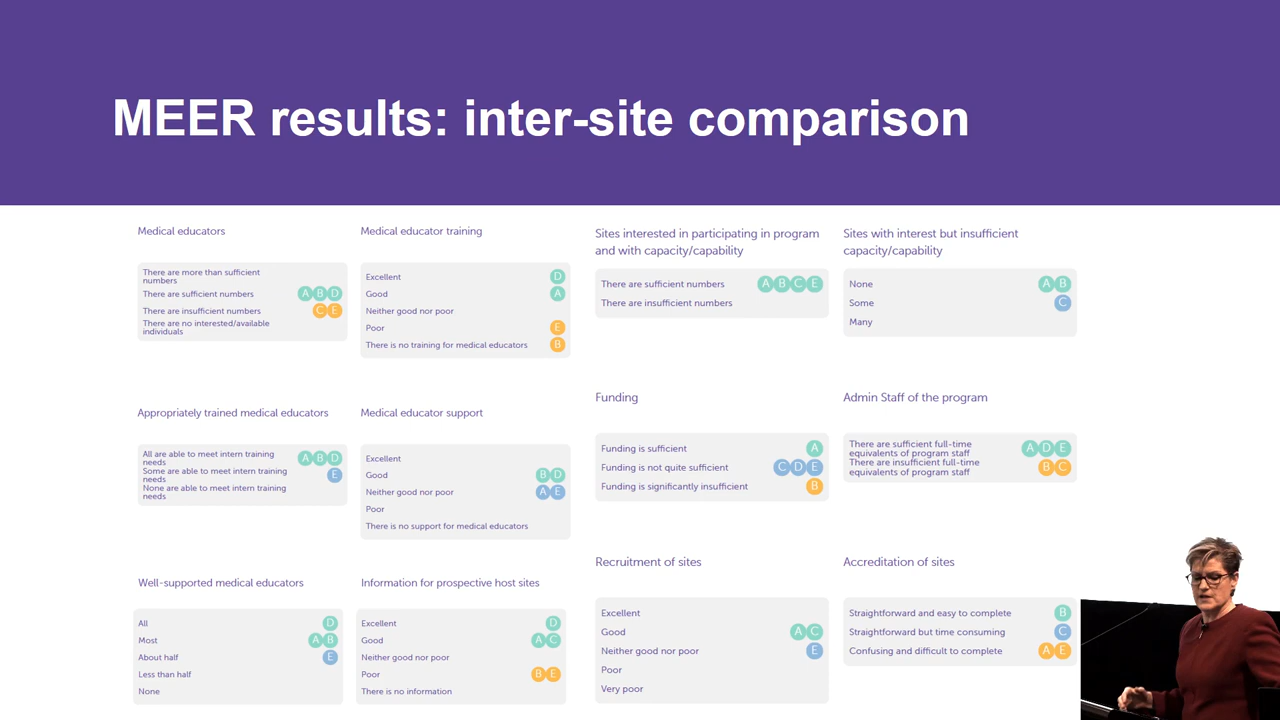 MEER results: inter-site comparison
Medical educators
There are more than sufficient
numbers
There are sufficient numbers A B D
There are insufficient numbers C E
There are no interested/available
individuals
Medical educator training
Excellent D
Good A
Neither good nor poor
Poor E
There is no training for medical educators B
Sites interested in participating in program
and with capacity/capability
There are sufficient numbers A B C E
There are insufficient numbers
Sites with interest but insufficient
capacity/capability
None A B
Some C
Many
Appropriately trained medical educators
All are able to meet intern training
needs A B D
Some are able to meet intern training
needs E
None are able to meet intern training
needs
Medical educator support
Excellent
Good B D
Neither good nor poor A E
Poor
There is no support for medical educators
Funding
Funding is sufficient A
Funding is not quite sufficient C D E
Funding is significantly insufficient B
Admin Staff of the program
There are sufficient full-time
equivalents of program staff A D E
There are insufficient full-time
equivalents of program staff B C
Well-supported medical educators
All D
Most A B
About half E
Less than half
None
Information for prospective host sites
Excellent D
Good A C
Neither good nor poor
Poor B E
There is no information
Recruitment of sites
Excellent
Good A C
Neither good nor poor E
Poor
Very poor
Accreditation of sites
Straightforward and easy to complete B
Straightforward but time consuming C
Confusing and difficult to complete A E